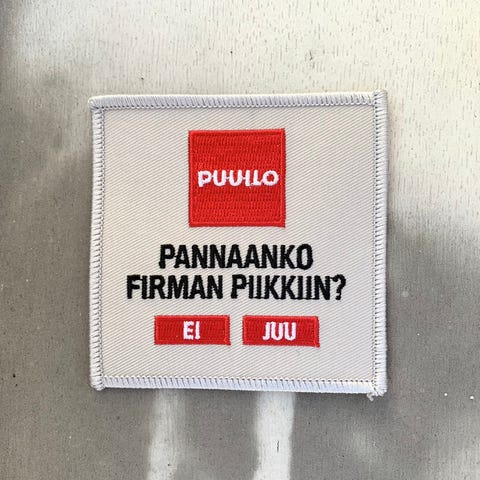 PUUILO
PANNAANKO
FIRMAN PIIKKIIN?
EI JUU